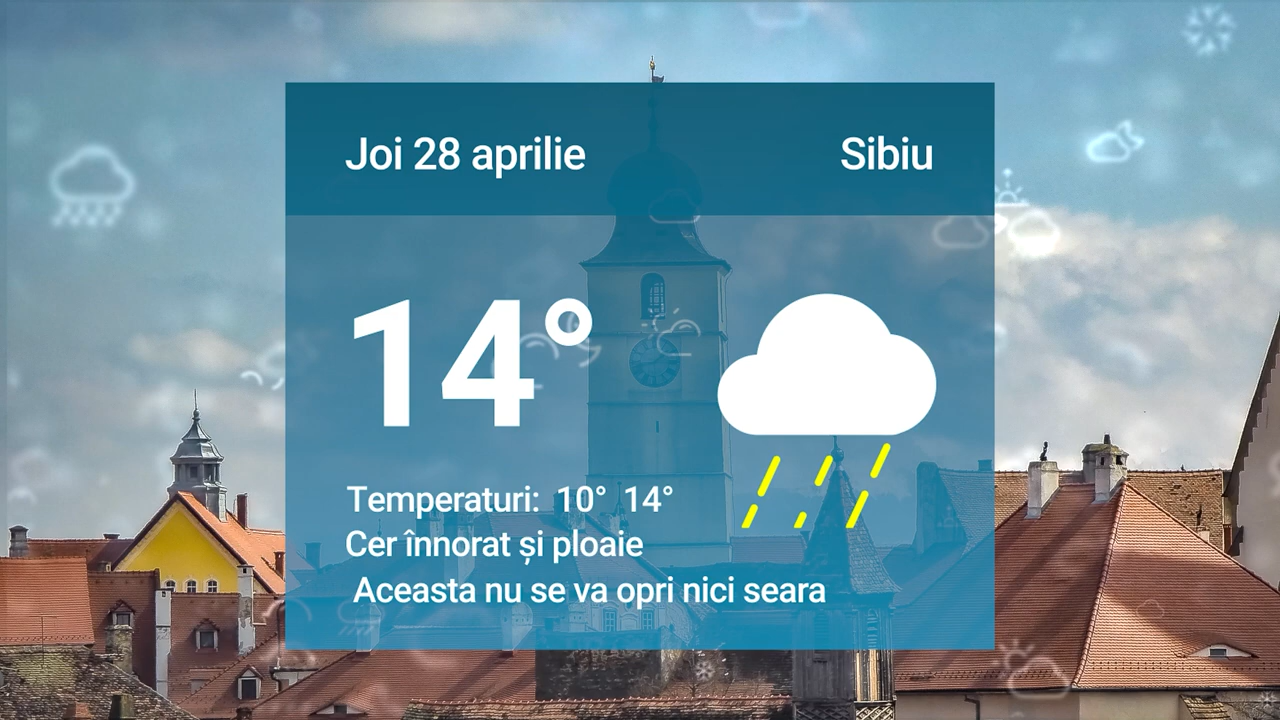 Joi 28 aprilie
Sibiu
14°
Temperaturi: 10° 14°
Cer înnorat și ploaie
Aceasta nu se va opri nici seara